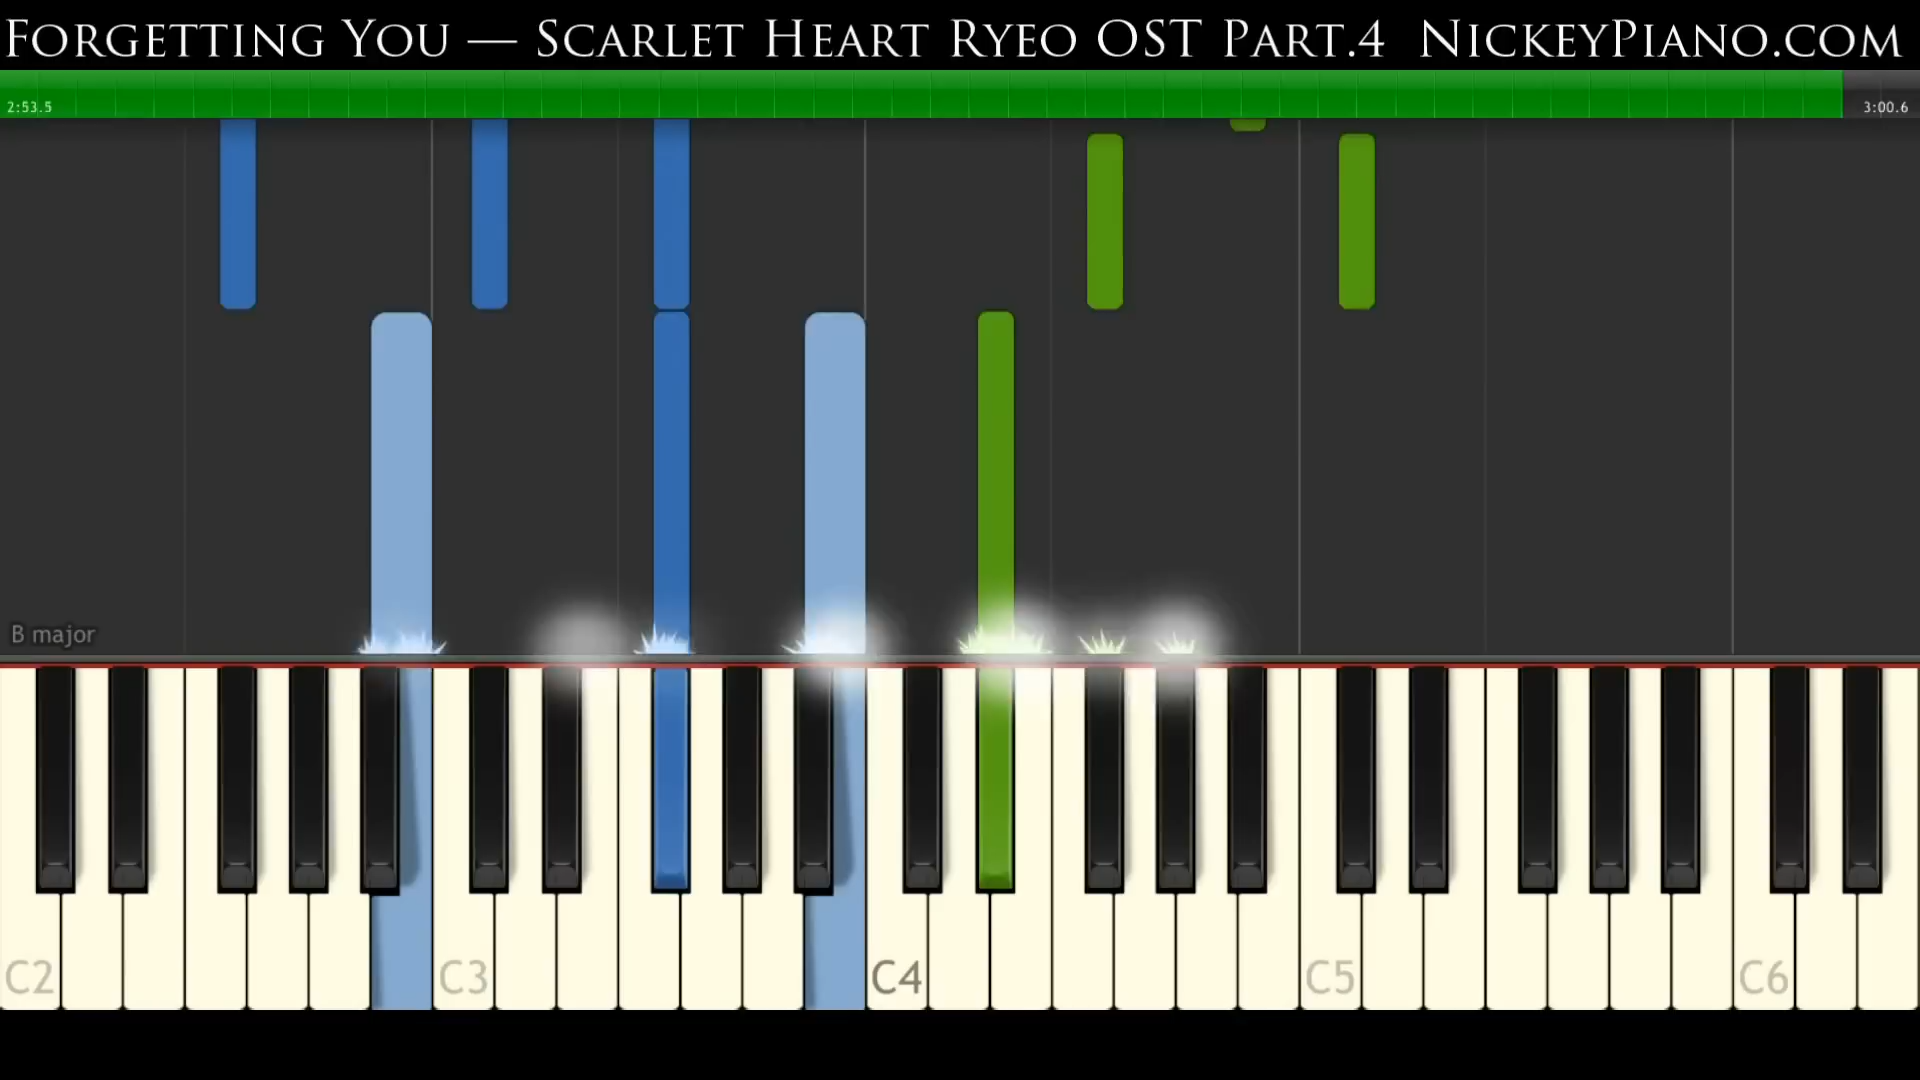 FORGETTING YOU — SCARLET HEART RYEO OST PART.4 NICKEYPIANO.COM
2:53.5 3:00.6
B major
C2 C3 C4 C5 C6